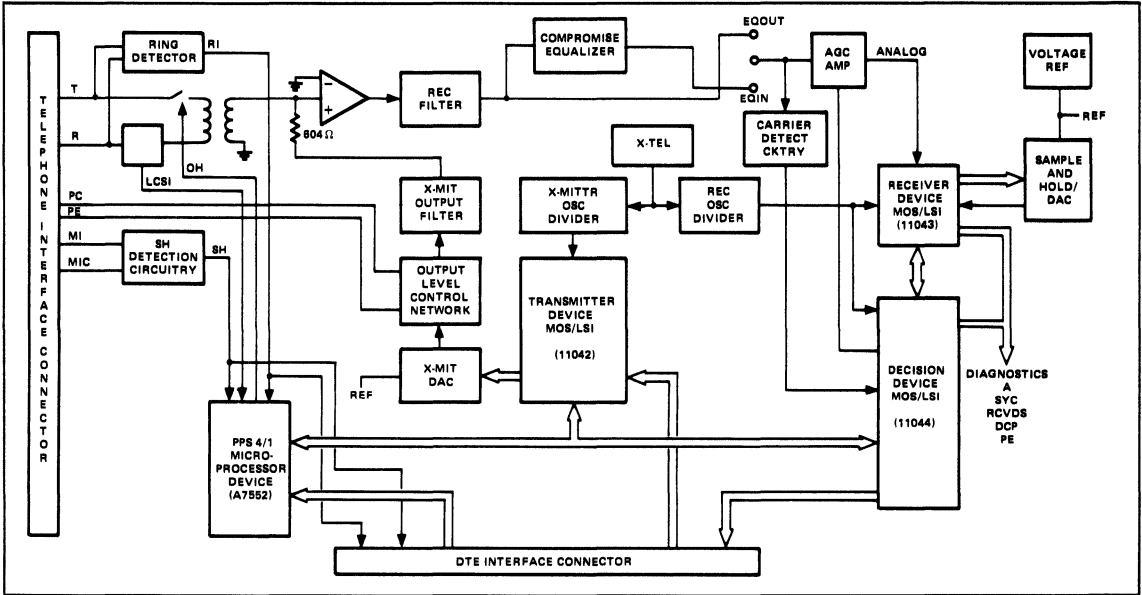 TELEPHONE INTERFACE CONNECTOR
T
R
PC
PE
MI
MIC
RING
DETECTOR
RI
LCSI
OH
SH
DETECTION
CIRCUITRY
SH
604 Ω
−
+
REC
FILTER
COMPROMISE
EQUALIZER
EQOUT
EQIN
AGC
AMP
ANALOG
CARRIER
DETECT
CKTRY
VOLTAGE
REF
REF
SAMPLE
AND
HOLD/
DAC
X-TEL
X-MITTR
OSC
DIVIDER
REC
OSC
DIVIDER
RECEIVER
DEVICE
MOS/LSI
(11043)
X-MIT
OUTPUT
FILTER
OUTPUT
LEVEL
CONTROL
NETWORK
X-MIT
DAC
REF
TRANSMITTER
DEVICE
MOS/LSI
(11042)
DECISION
DEVICE
MOS/LSI
(11044)
DIAGNOSTICS
A
SYC
RCVDS
DCP
PE
PPS 4/1
MICRO-
PROCESSOR
DEVICE
(A7552)
DTE INTERFACE CONNECTOR